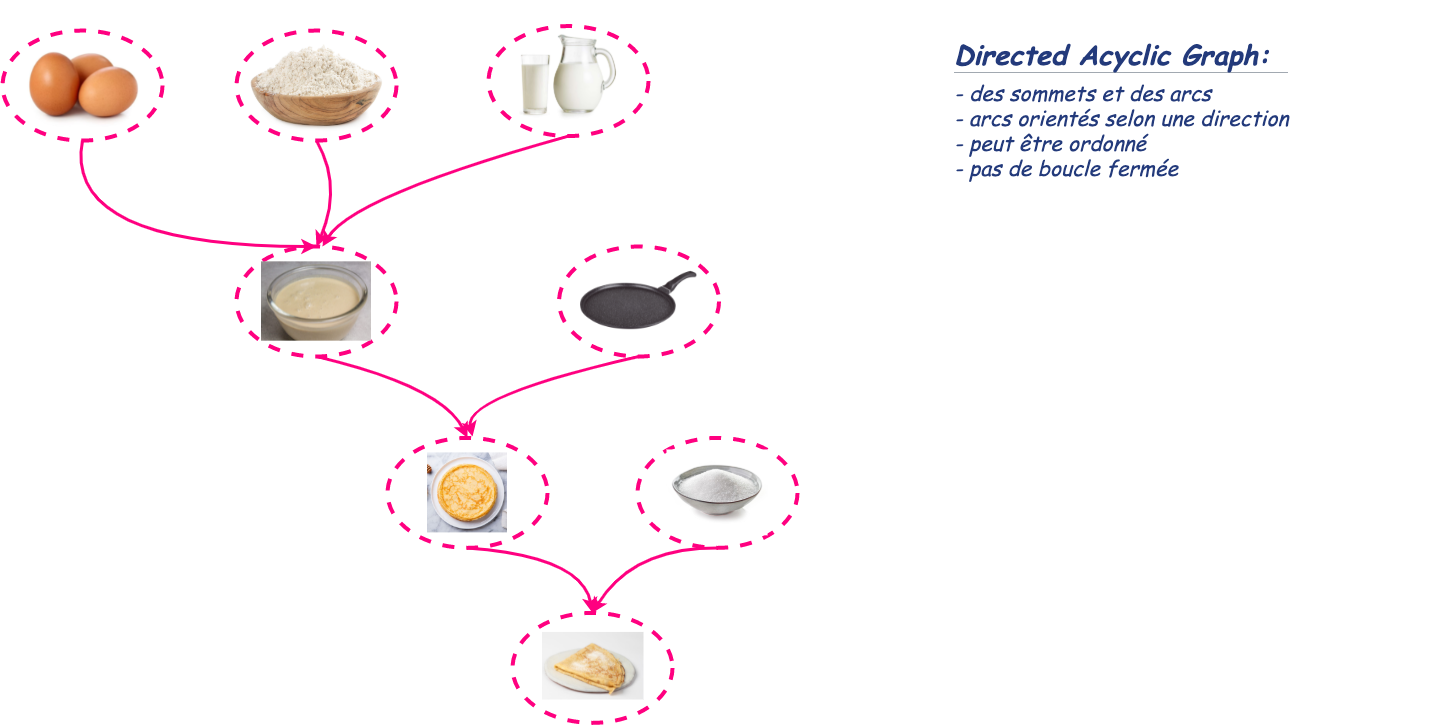 Directed Acyclic Graph:
- des sommets et des arcs
- arcs orientés selon une direction
- peut être ordonné
- pas de boucle fermée